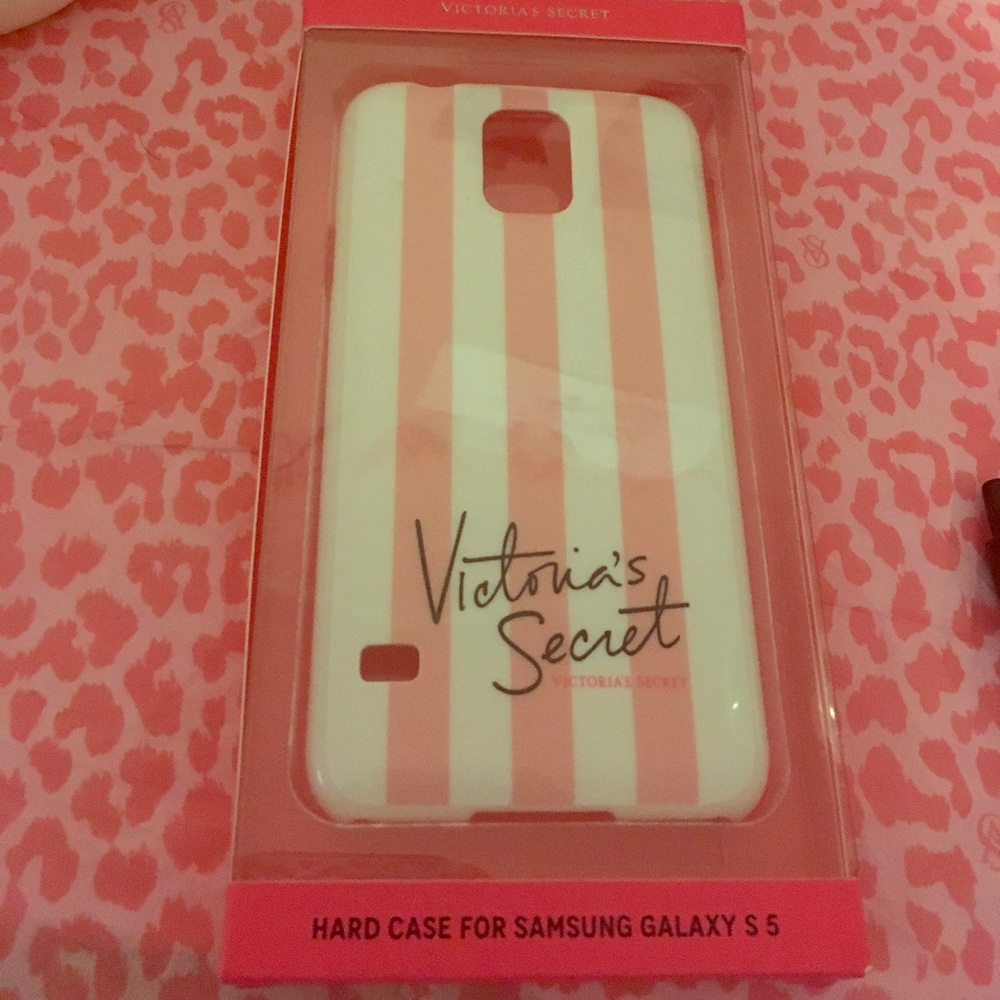 VICTORIA'S SECRET
Victoria's
Secret
VICTORIA'S SECRET
HARD CASE FOR SAMSUNG GALAXY S 5